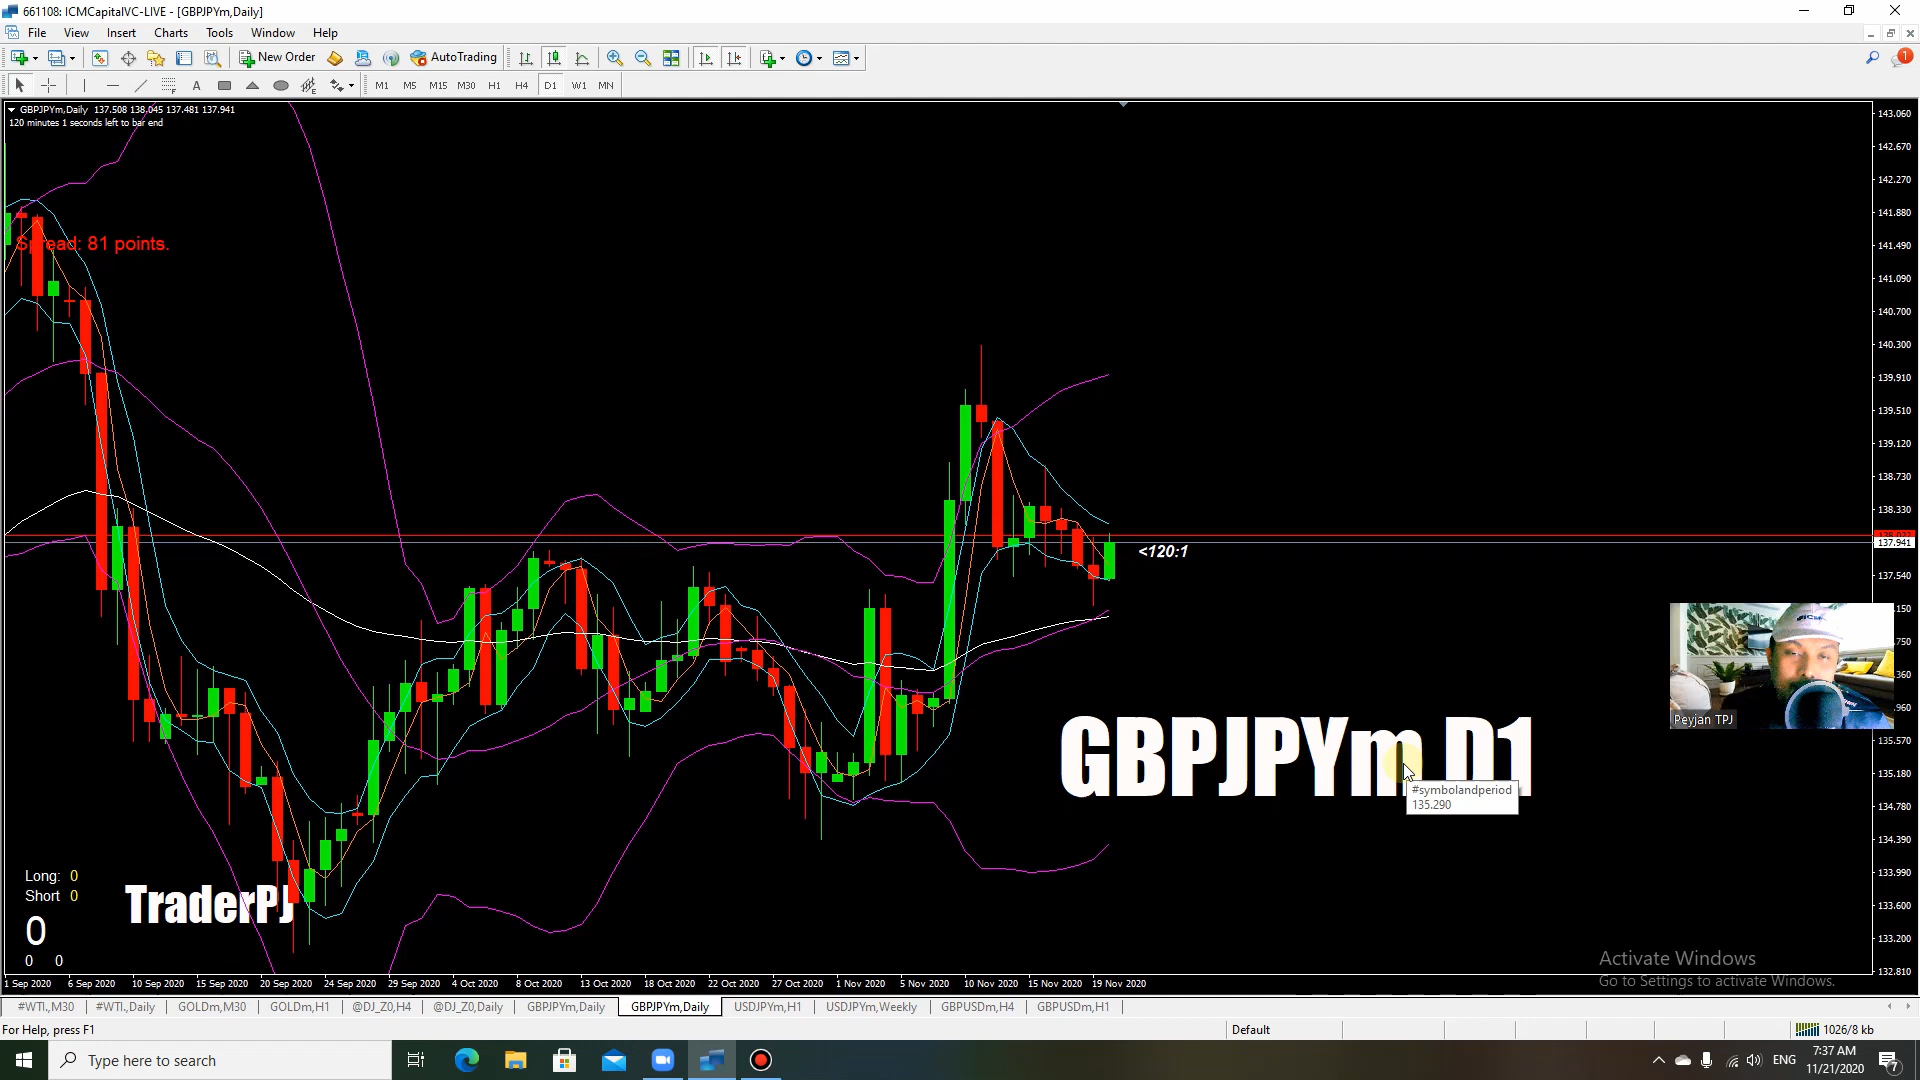 661108: ICMCapitalVC-LIVE - [GBPJPYm,Daily]
File View Insert Charts Tools Window Help
New Order AutoTrading
A M1 M5 M15 M30 H1 H4 D1 W1 MN
1
GBPJPYm,Daily 137.508 138.045 137.481 137.941
120 minutes 1 seconds left to bar end
Spread: 81 points.
143.060
142.670
142.270
141.880
141.490
141.090
140.700
140.300
139.910
139.510
139.120
138.730
138.330
137.941
<120:1
137.540
.150
.750
.360
.960
Peyjan TPJ
GBPJPYm D1
#symbolandperiod
135.290
135.570
135.180
134.780
134.390
133.990
133.600
133.200
132.810
Long: 0
Short 0
0
0 0
TraderPJ
Activate Windows
Go to Settings to activate Windows.
1 Sep 2020 6 Sep 2020 10 Sep 2020 15 Sep 2020 20 Sep 2020 24 Sep 2020 29 Sep 2020 4 Oct 2020 8 Oct 2020 13 Oct 2020 18 Oct 2020 22 Oct 2020 27 Oct 2020 1 Nov 2020 5 Nov 2020 10 Nov 2020 15 Nov 2020 19 Nov 2020
#WTI.,M30 #WTI.,Daily GOLDm,M30 GOLDm,H1 @DJ_Z0,H4 @DJ_Z0,Daily GBPJPYm,Daily GBPJPYm,Daily USDJPYm,H1 USDJPYm,Weekly GBPUSDm,H4 GBPUSDm,H1
For Help, press F1 Default 1026/8 kb
Type here to search ENG 7:37 AM
11/21/2020
7